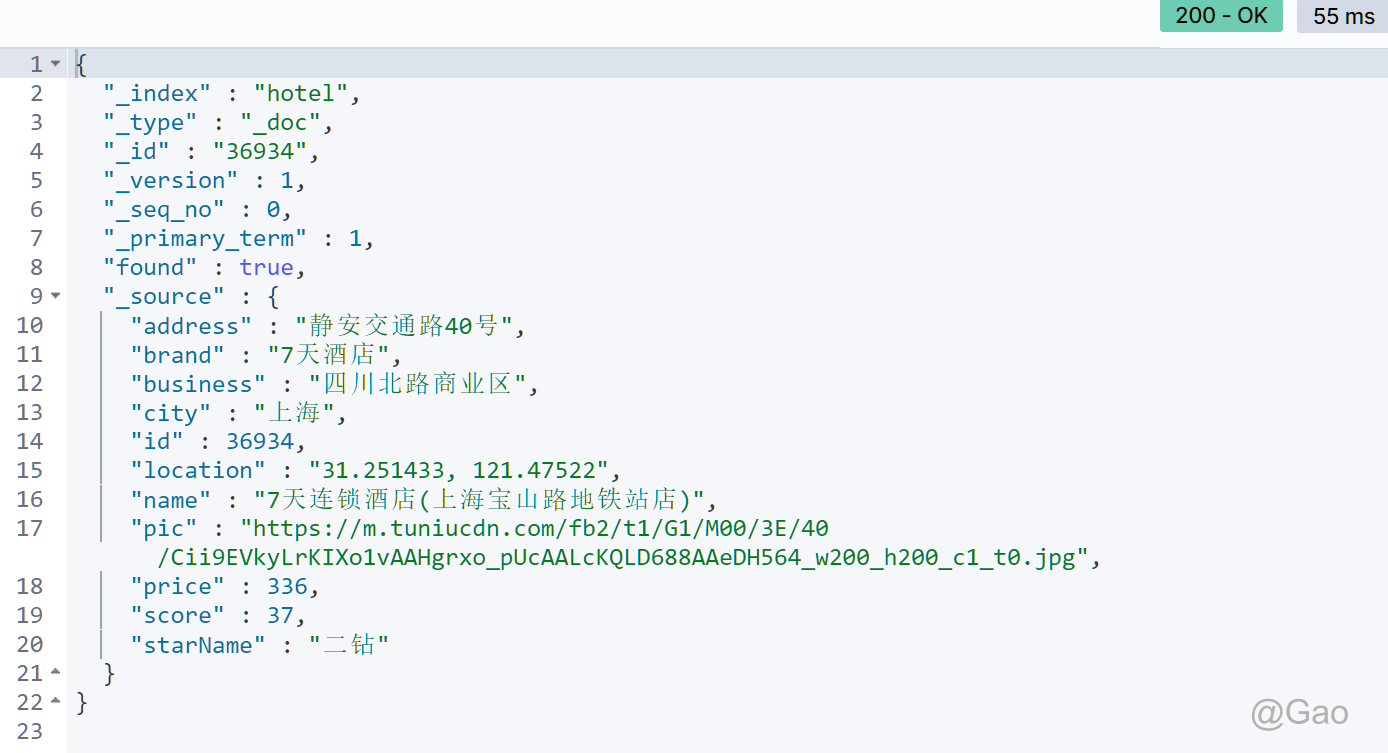 200 - OK 55 ms
1 {
2 "_index" : "hotel",
3 "_type" : "_doc",
4 "_id" : "36934",
5 "_version" : 1,
6 "_seq_no" : 0,
7 "_primary_term" : 1,
8 "found" : true,
9 "_source" : {
10 "address" : "静安交通路40号",
11 "brand" : "7天酒店",
12 "business" : "四川北路商业区",
13 "city" : "上海",
14 "id" : 36934,
15 "location" : "31.251433, 121.47522",
16 "name" : "7天连锁酒店(上海宝山路地铁站店)",
17 "pic" : "https://m.tuniucdn.com/fb2/t1/G1/M00/3E/40
/Cii9EVkyLrKIXo1vAAHgrxo_pUcAALcKQLD688AAeDH564_w200_h200_c1_t0.jpg",
18 "price" : 336,
19 "score" : 37,
20 "starName" : "二钻"
21 }
22 }
23
@Gao